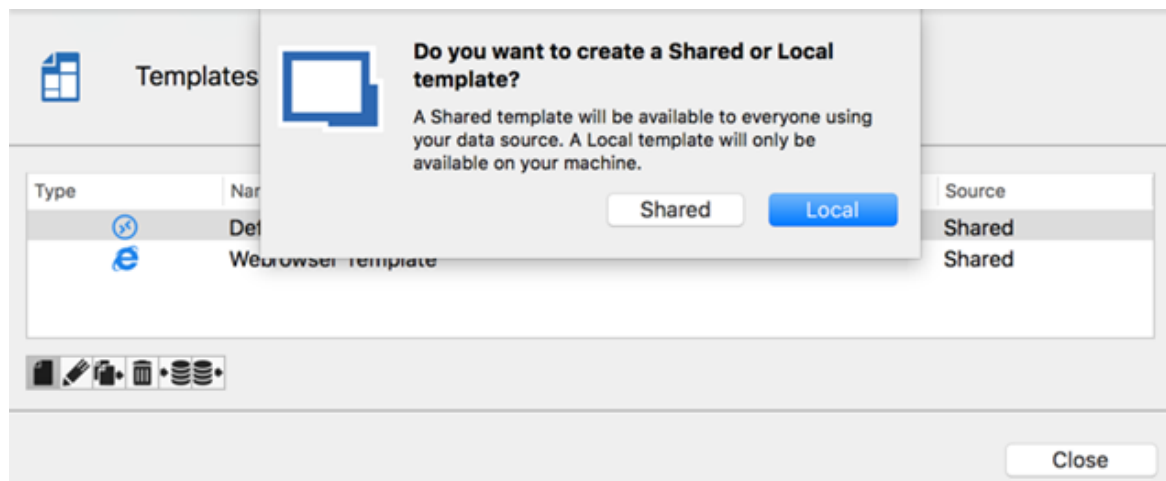 Templates
Do you want to create a Shared or Local
template?
A Shared template will be available to everyone using
your data source. A Local template will only be
available on your machine.
Shared
Local
Type
Source
Shared
Template
Shared
Close